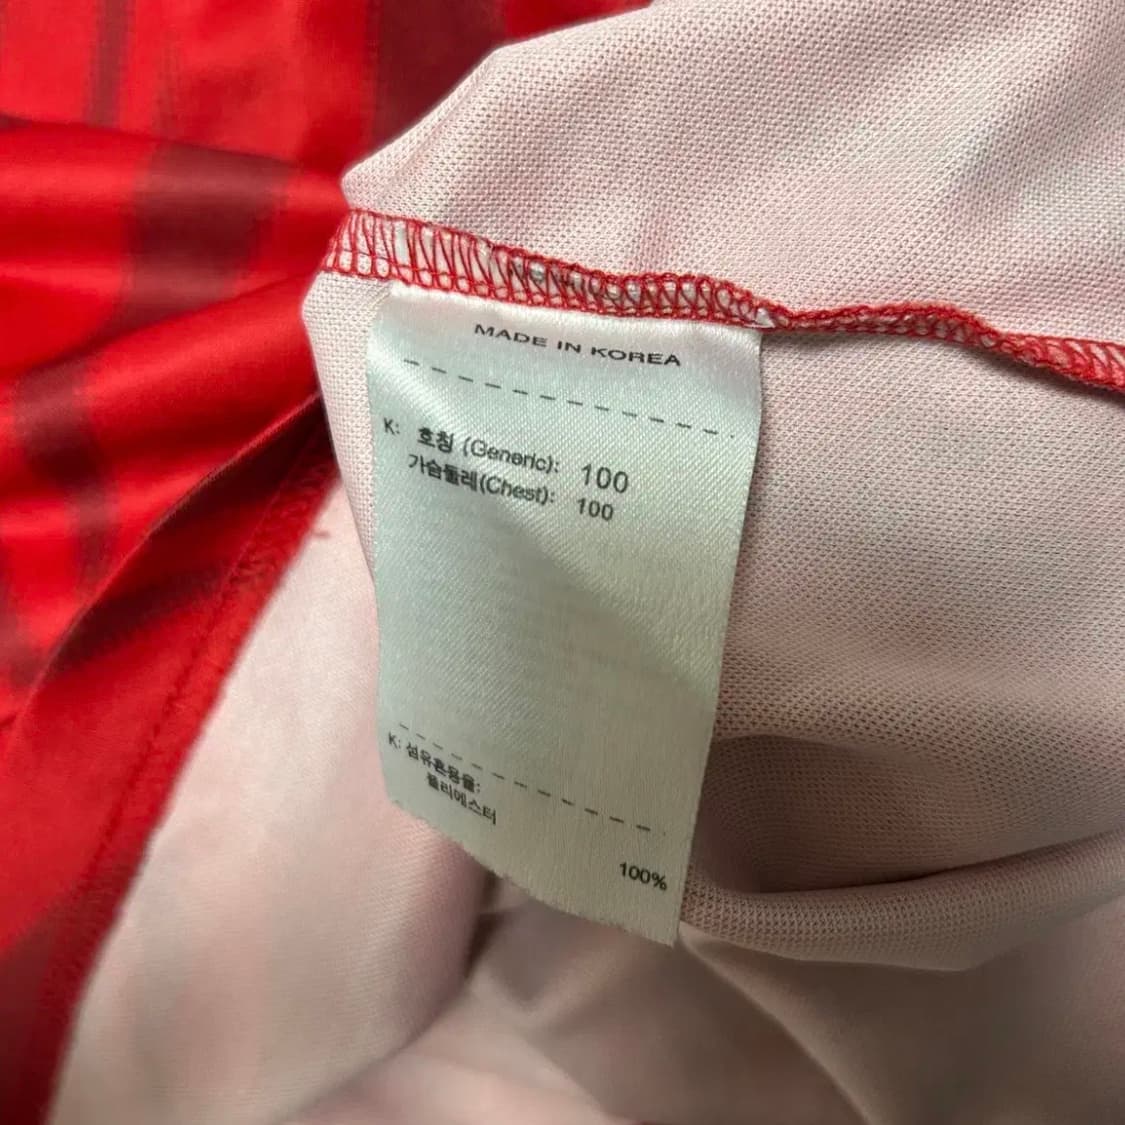 MADE IN KOREA
K: 호칭 (Generic): 100
가슴둘레(Chest): 100
K: 섬유혼용율:
폴리에스터
100%